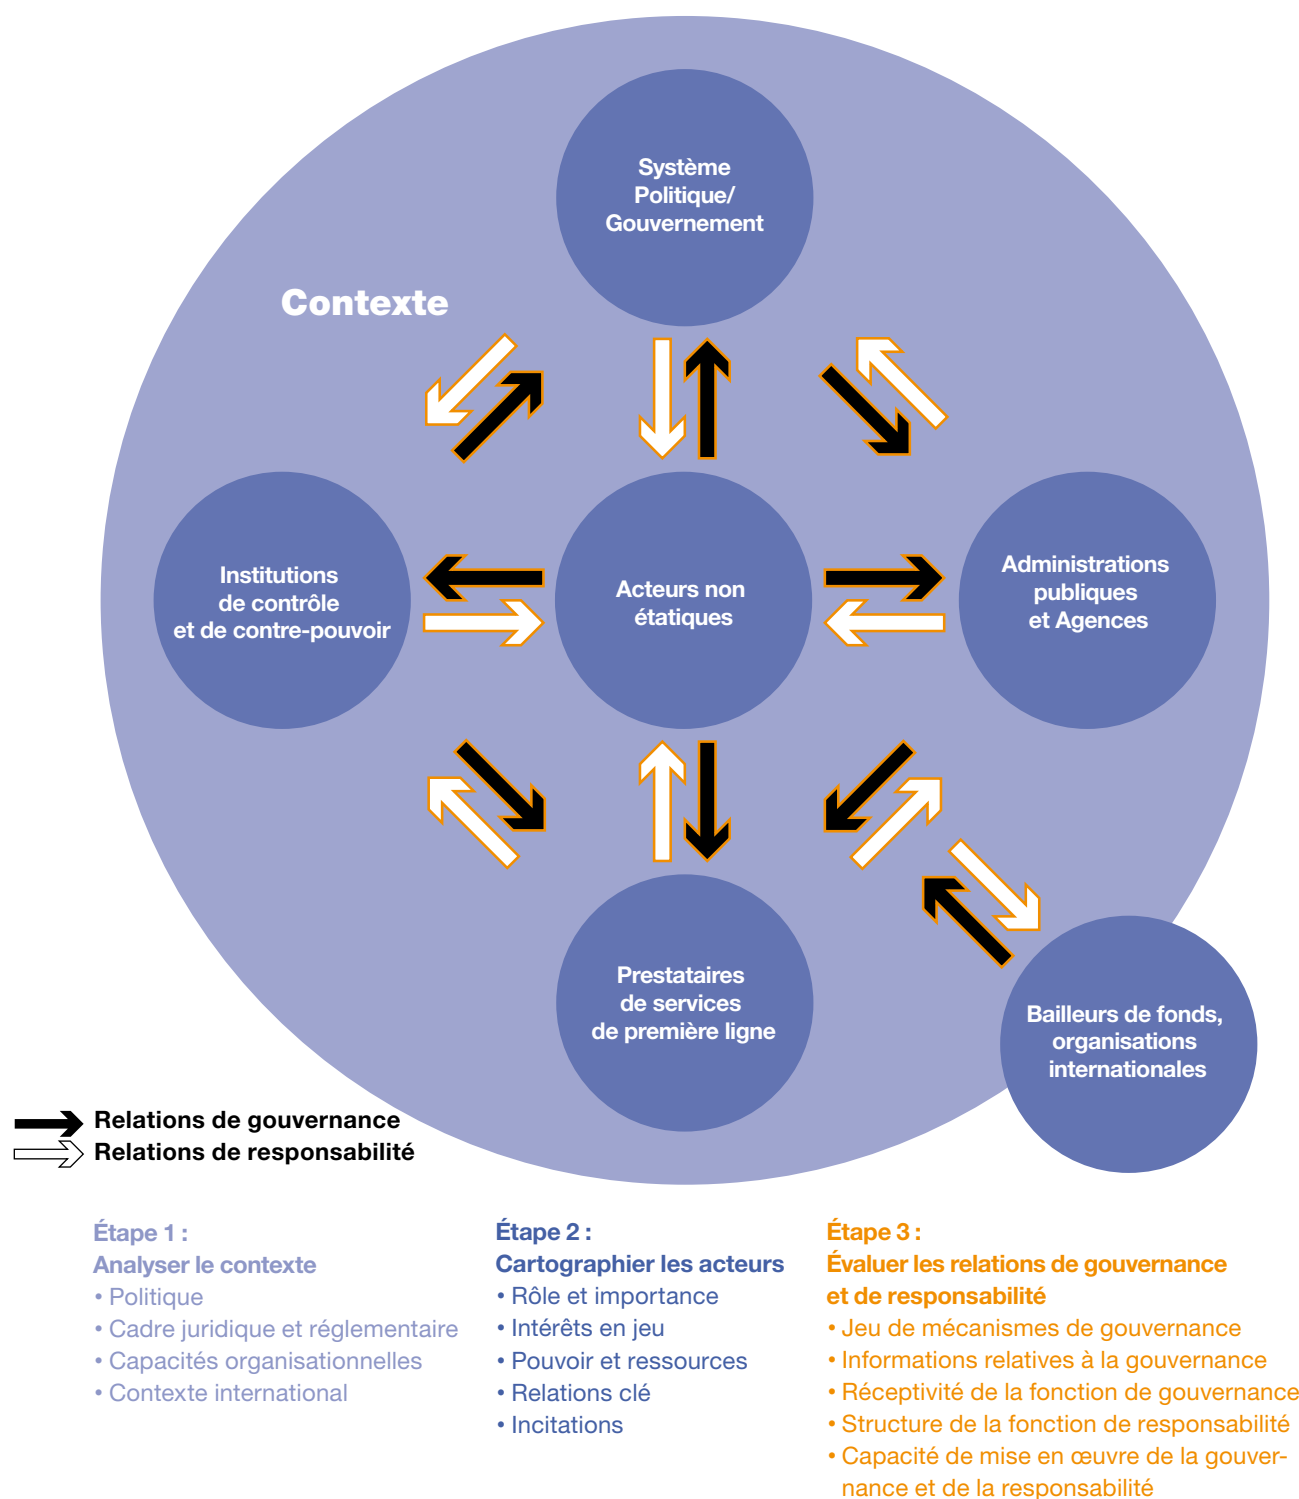 Système
Politique/
Gouvernement
Contexte
Institutions
de contrôle
et de contre-pouvoir
Acteurs non
étatiques
Administrations
publiques
et Agences
Prestataires
de services
de première ligne
Bailleurs de fonds,
organisations
internationales
Relations de gouvernance
Relations de responsabilité
Étape 1 :
Analyser le contexte
• Politique
• Cadre juridique et réglementaire
• Capacités organisationnelles
• Contexte international
Étape 2 :
Cartographier les acteurs
• Rôle et importance
• Intérêts en jeu
• Pouvoir et ressources
• Relations clé
• Incitations
Étape 3 :
Évaluer les relations de gouvernance
et de responsabilité
• Jeu de mécanismes de gouvernance
• Informations relatives à la gouvernance
• Réceptivité de la fonction de gouvernance
• Structure de la fonction de responsabilité
• Capacité de mise en œuvre de la gouver-
nance et de la responsabilité